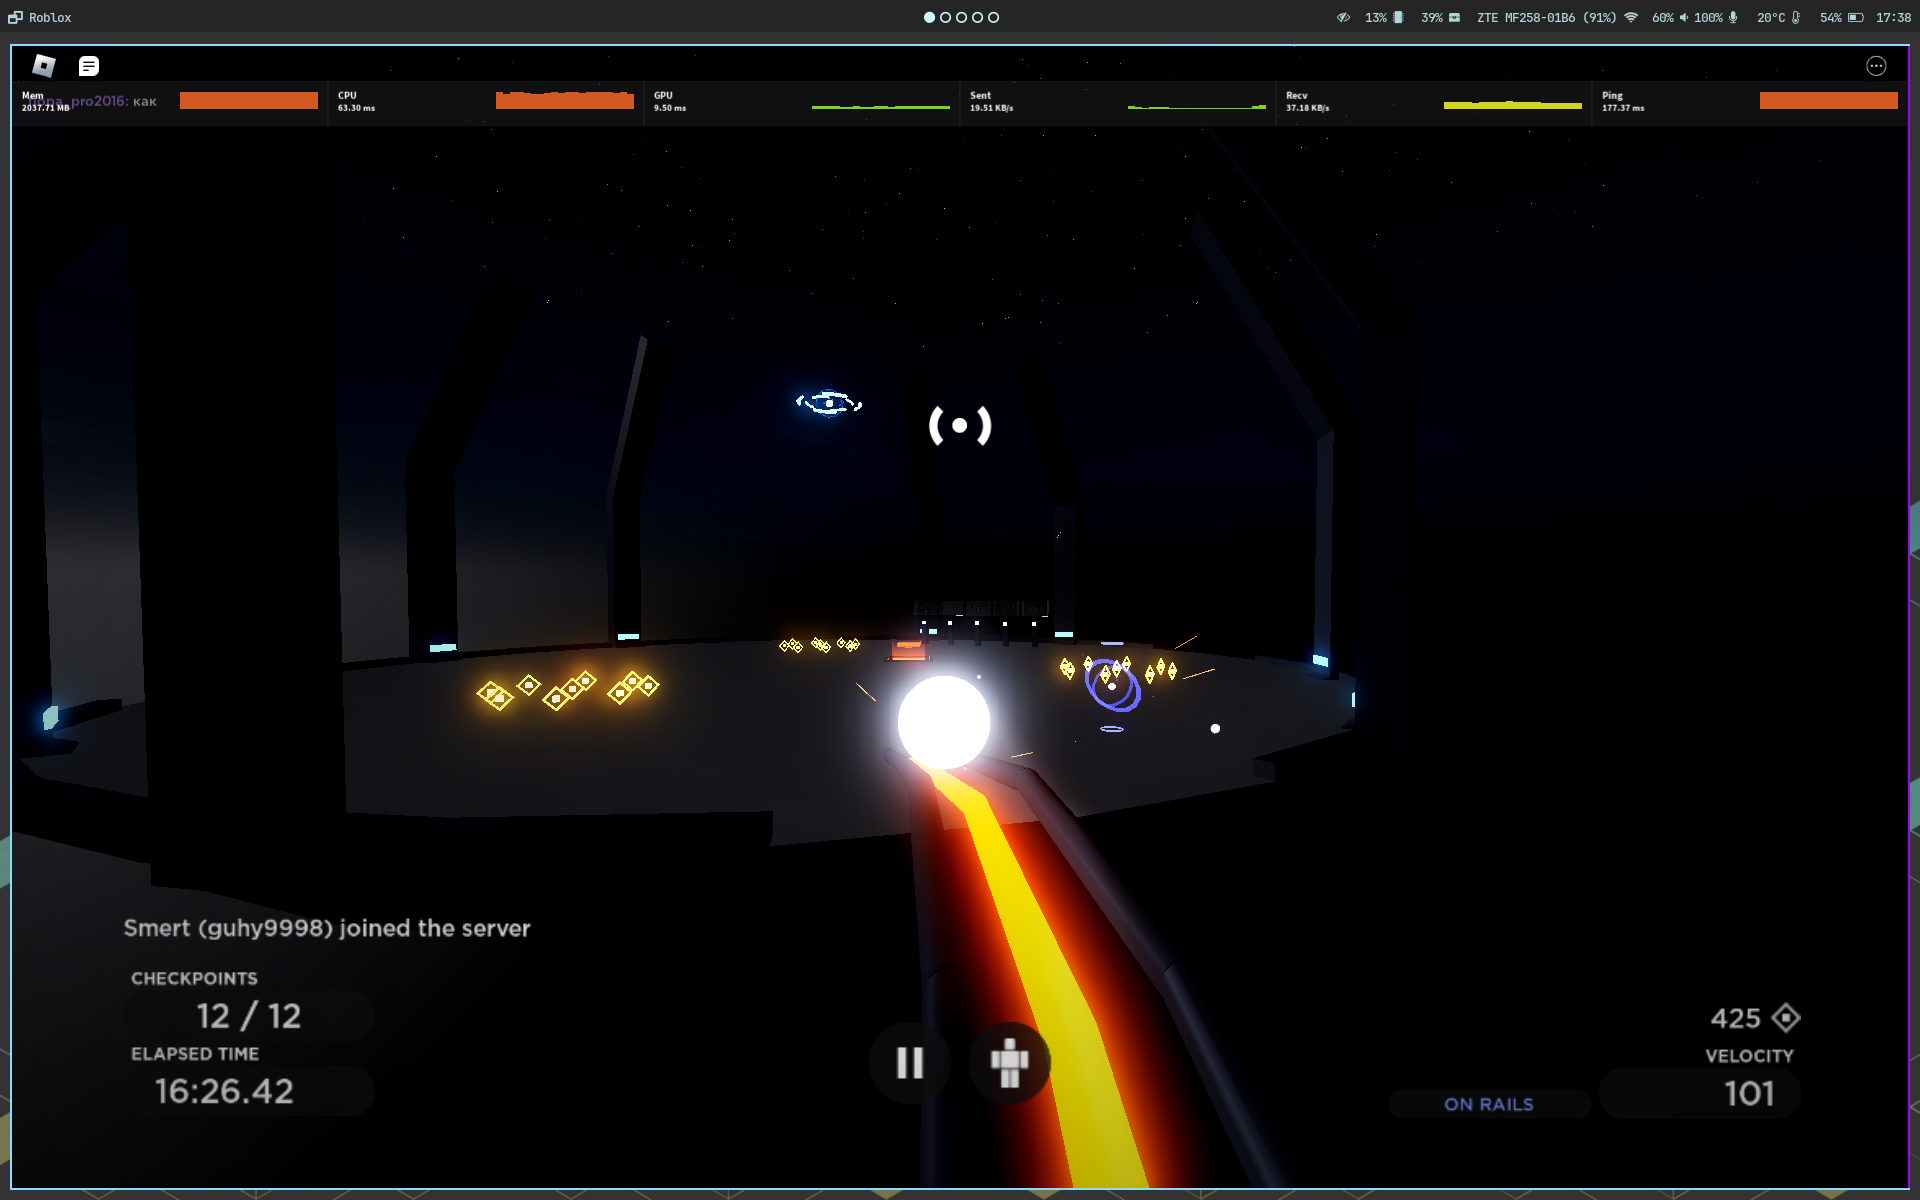 Roblox
13%
39%
ZTE MF258-01B6 (91%)
60%
100%
20°C
54%
17:38
Mem
2037.71 MB
pro2016: как
CPU
63.30 ms
GPU
9.50 ms
Sent
19.51 KB/s
Recv
37.18 KB/s
Ping
177.37 ms
Smert (guhy9998) joined the server
CHECKPOINTS
12 / 12
ELAPSED TIME
16:26.42
425
VELOCITY
101
ON RAILS